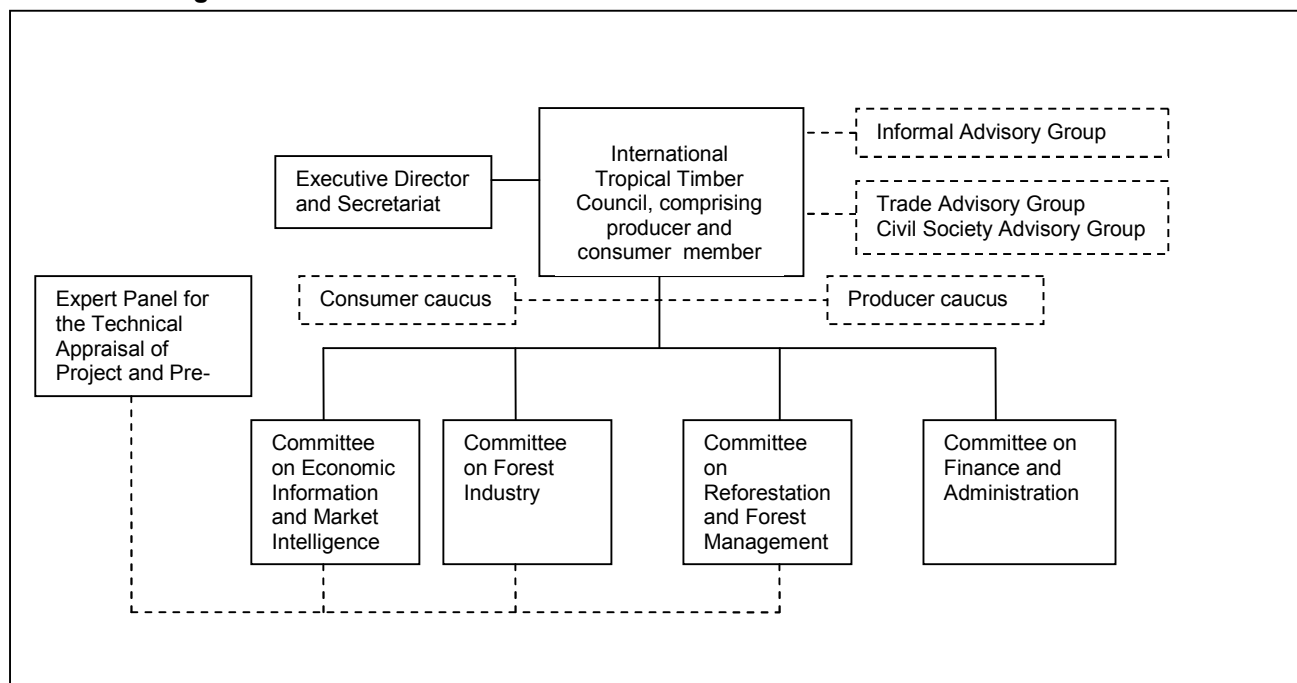 Informal Advisory Group
International
Tropical Timber
Council, comprising
producer and
consumer member
Executive Director
and Secretariat
Trade Advisory Group
Civil Society Advisory Group
Consumer caucus
Producer caucus
Expert Panel for
the Technical
Appraisal of
Project and Pre-
Committee
on Economic
Information
and Market
Intelligence
Committee
on Forest
Industry
Committee
on
Reforestation
and Forest
Management
Committee on
Finance and
Administration